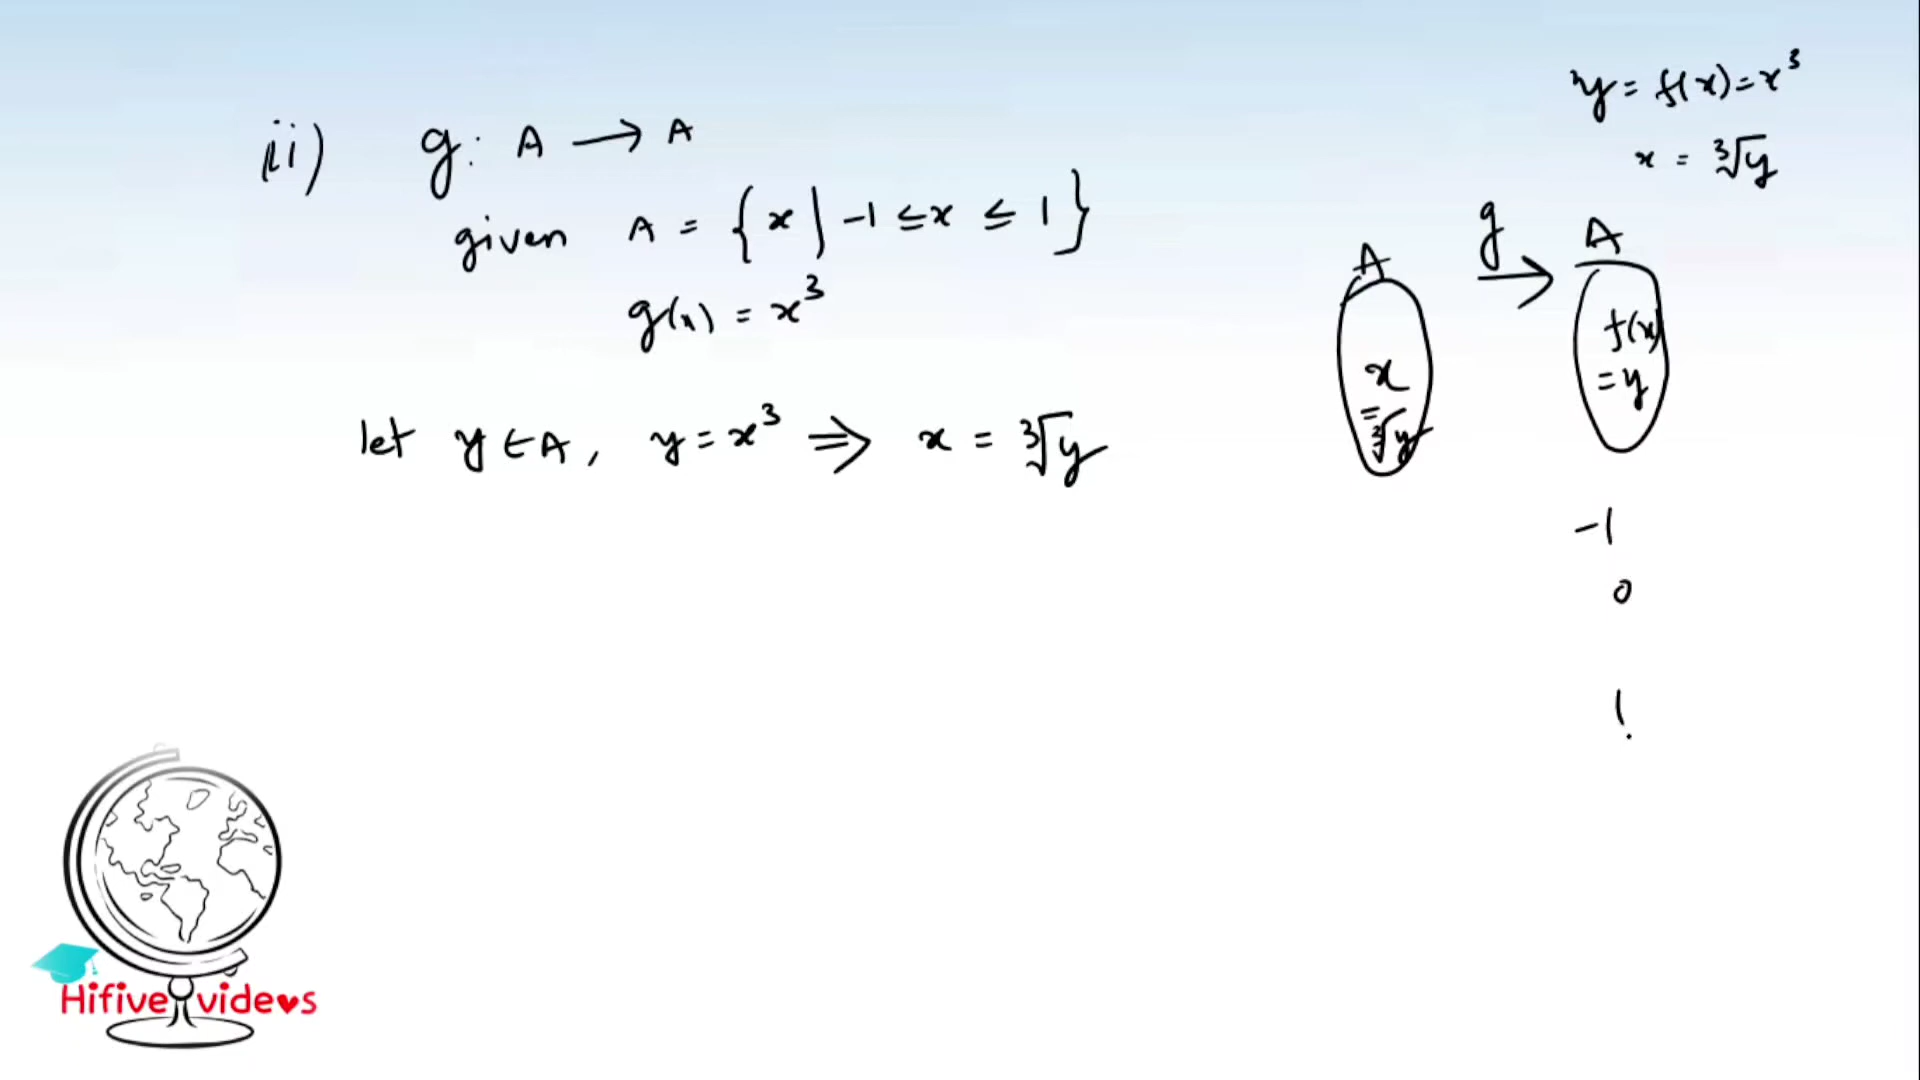 ii) g: A → A
given A = {x | -1 ≤ x ≤ 1}
g(x) = x³
let y ∈ A, y = x³ ⇒ x = ∛y
y = f(x) = x³
x = ∛y
g
A → A
x = ∛y
f(x) = y
-1
0
1
Hifive videos